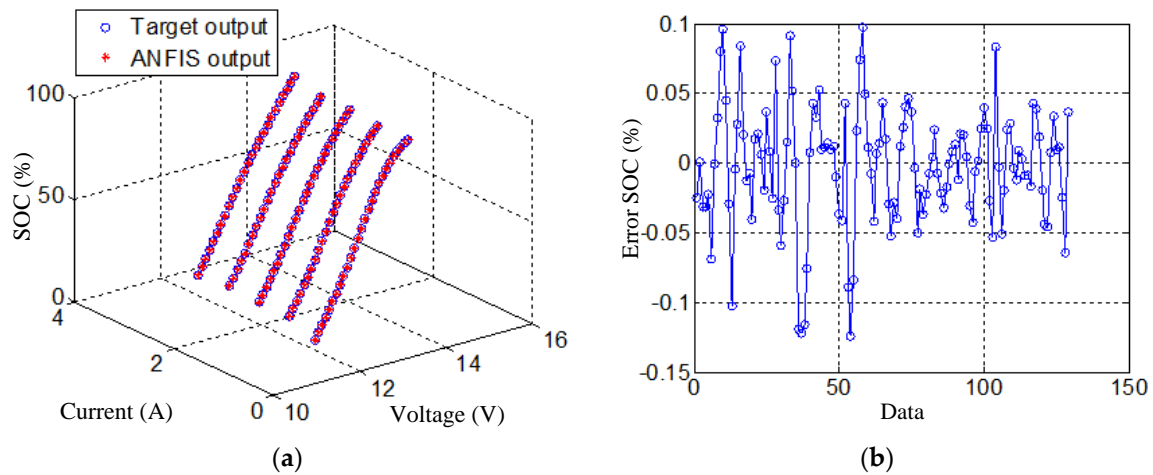 Target output
ANFIS output
100
50
0
SOC (%)
4
2
0
Current (A)
10
12
14
16
Voltage (V)
(a)
0.1
0.05
0
-0.05
-0.1
-0.15
Error SOC (%)
0
50
100
150
Data
(b)